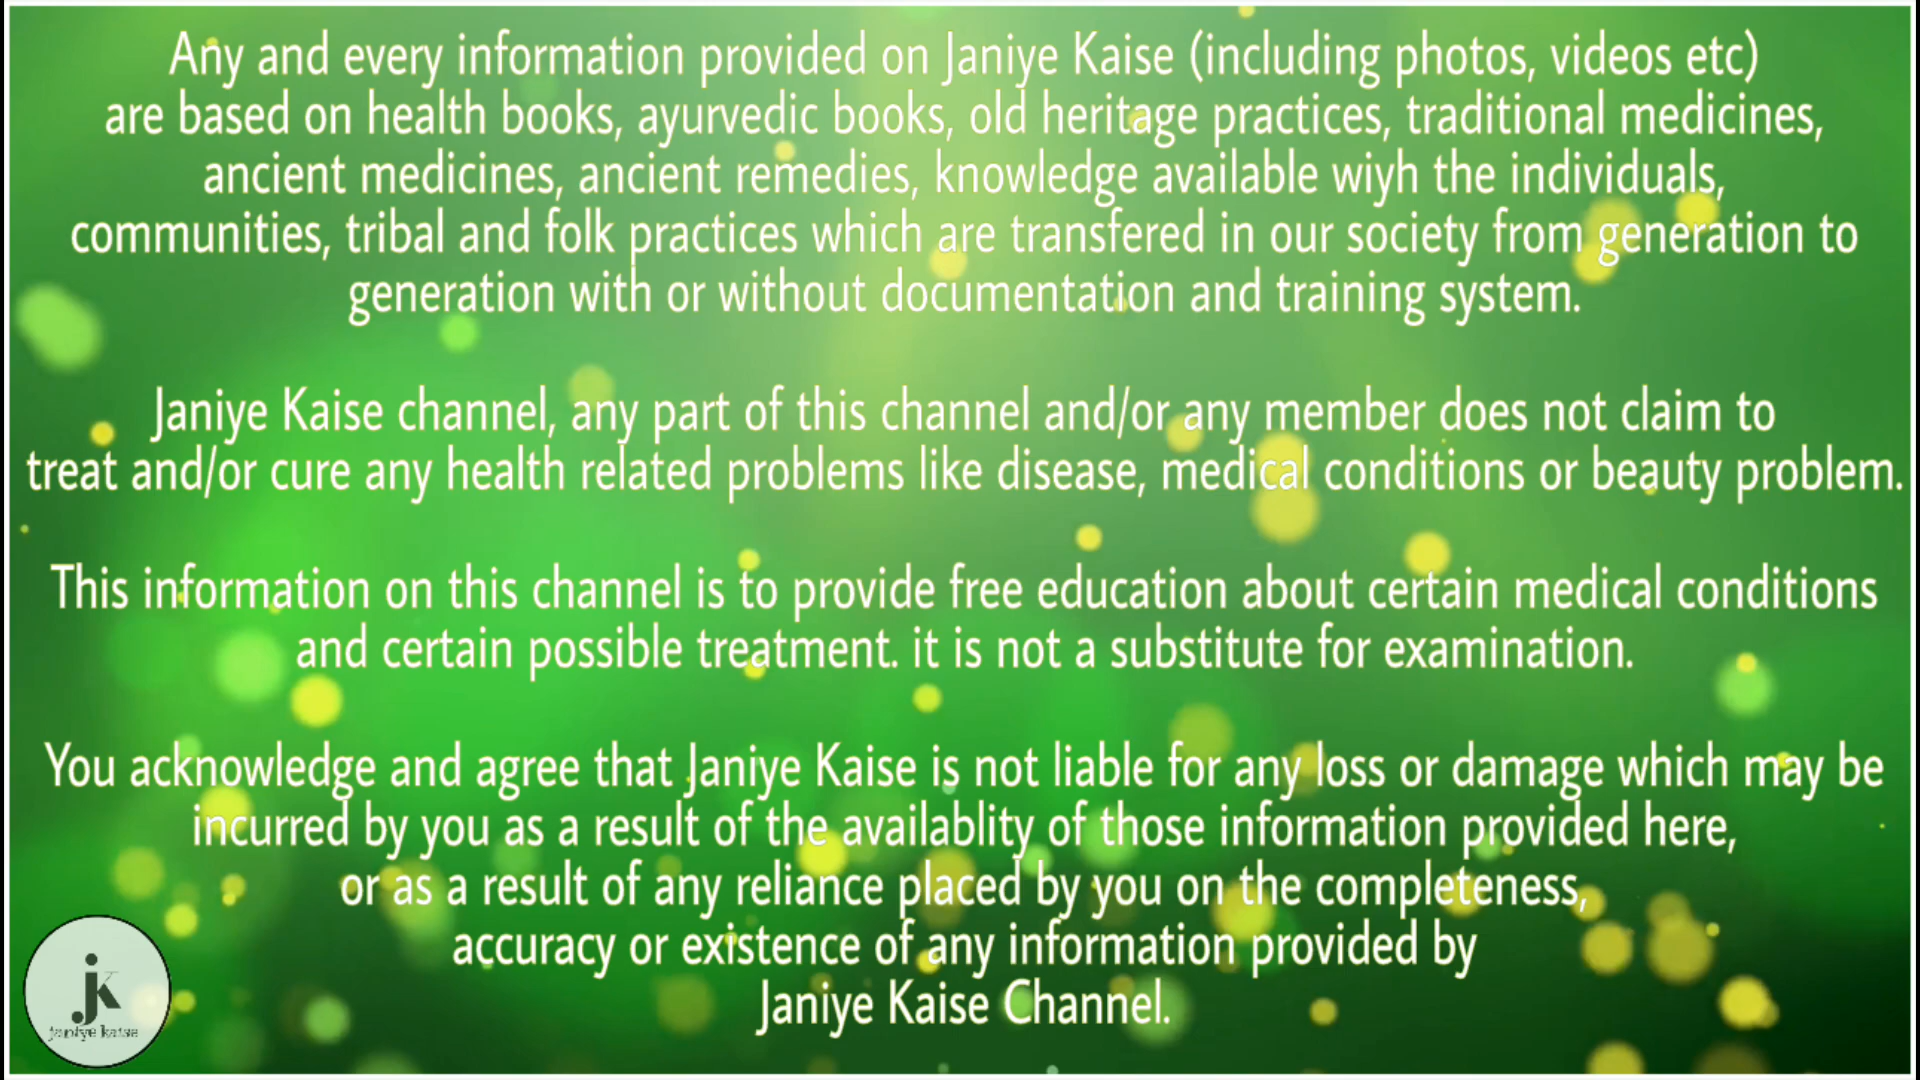 Any and every information provided on Janiye Kaise (including photos, videos etc)
are based on health books, ayurvedic books, old heritage practices, traditional medicines,
ancient medicines, ancient remedies, knowledge available wiyh the individuals,
communities, tribal and folk practices which are transfered in our society from generation to
generation with or without documentation and training system.
Janiye Kaise channel, any part of this channel and/or any member does not claim to
treat and/or cure any health related problems like disease, medical conditions or beauty problem.
This information on this channel is to provide free education about certain medical conditions
and certain possible treatment. it is not a substitute for examination.
You acknowledge and agree that Janiye Kaise is not liable for any loss or damage which may be
incurred by you as a result of the availablity of those information provided here,
or as a result of any reliance placed by you on the completeness,
accuracy or existence of any information provided by
Janiye Kaise Channel.
jK
janiye kaise